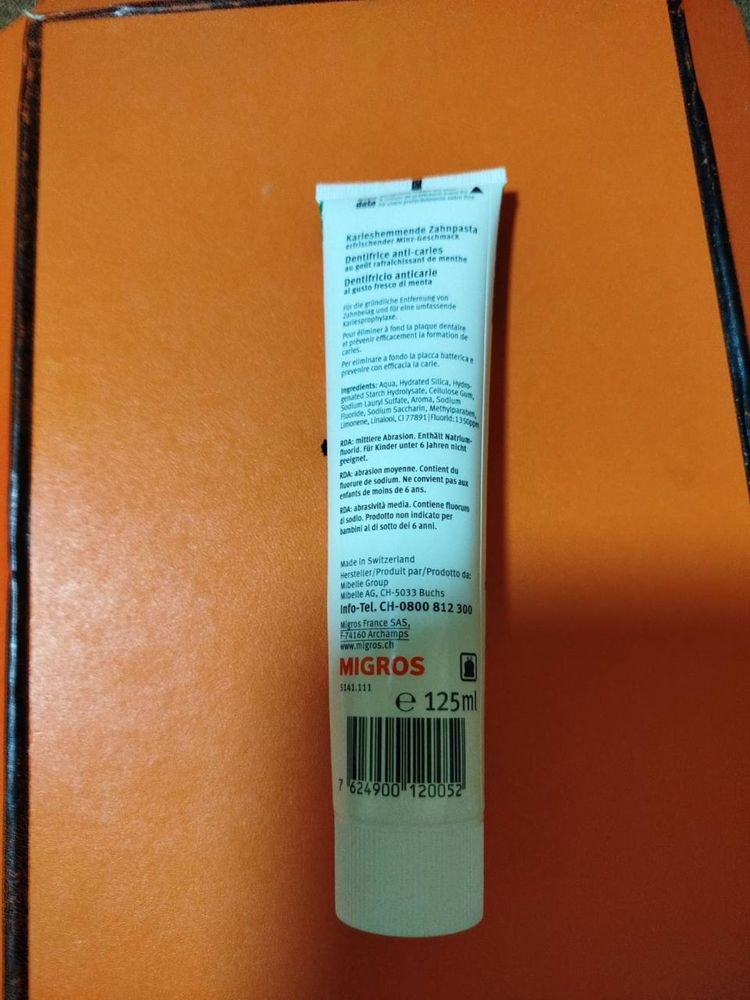 data
Karieshemmende Zahnpasta
erfrischender Minz-Geschmack
Dentifrice anti-caries
au goût rafraîchissant de menthe
Dentifricio anticarie
al gusto fresco di menta
Für die gründliche Entfernung von
Zahnbelag und für eine umfassende
Kariesprophylaxe.
Pour éliminer à fond la plaque dentaire
et prévenir efficacement la formation de
caries.
Per eliminare a fondo la placca batterica e
prevenire con efficacia la carie.
Ingredients: Aqua, Hydrated Silica, Hydro-
genated Starch Hydrolysate, Cellulose Gum,
Sodium Lauryl Sulfate, Aroma, Sodium
Fluoride, Sodium Saccharin, Methylparaben,
Limonene, Linalool, CI 77891|Fluorid: 1350ppm
RDA: mittlere Abrasion. Enthält Natrium-
fluorid. Für Kinder unter 6 Jahren nicht
geeignet.
RDA: abrasion moyenne. Contient du
fluorure de sodium. Ne convient pas aux
enfants de moins de 6 ans.
RDA: abrasività media. Contiene fluoruro
di sodio. Prodotto non indicato per
bambini al di sotto dei 6 anni.
Made in Switzerland
Hersteller/Produit par/Prodotto da:
Mibelle Group
Mibelle AG, CH-5033 Buchs
Info-Tel. CH-0800 812 300
Migros France SAS,
F-74160 Archamps
www.migros.ch
MIGROS
5141.111
℮ 125ml
7 624900 120052